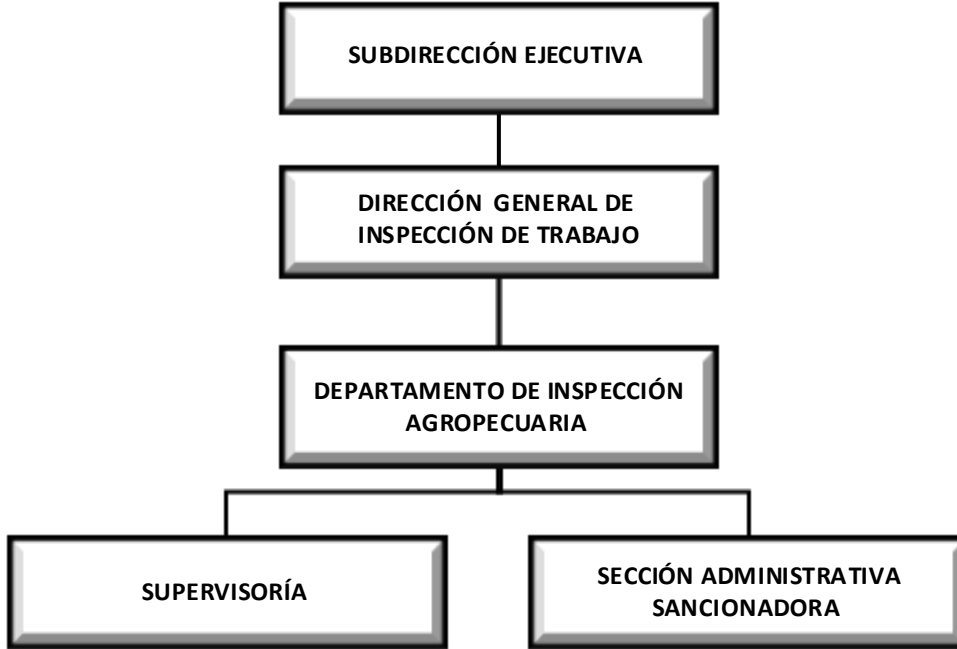 SUBDIRECCIÓN EJECUTIVA
DIRECCIÓN GENERAL DE
INSPECCIÓN DE TRABAJO
DEPARTAMENTO DE INSPECCIÓN
AGROPECUARIA
SUPERVISORÍA
SECCIÓN ADMINISTRATIVA
SANCIONADORA